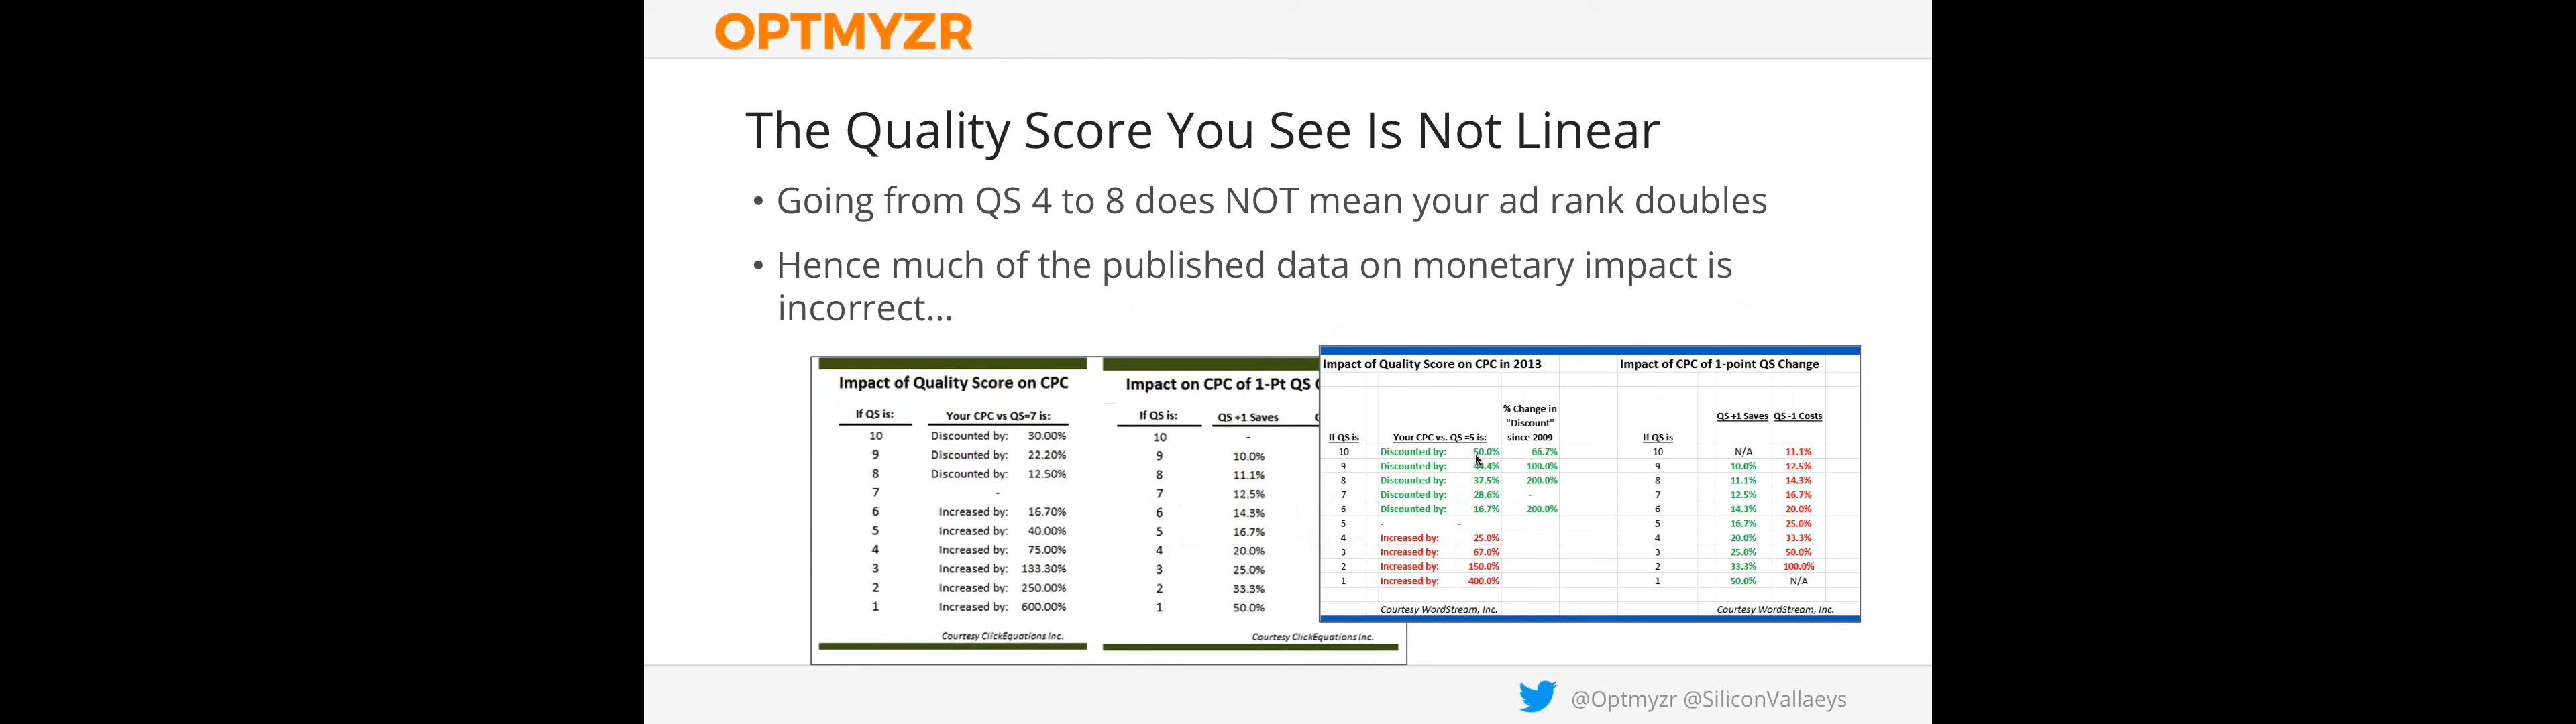 OPTMYZR
The Quality Score You See Is Not Linear
• Going from QS 4 to 8 does NOT mean your ad rank doubles
• Hence much of the published data on monetary impact is
incorrect...
Impact of Quality Score on CPC
If QS is: Your CPC vs QS=7 is:
10 Discounted by: 30.00%
9 Discounted by: 22.20%
8 Discounted by: 12.50%
7 -
6 Increased by: 16.70%
5 Increased by: 40.00%
4 Increased by: 75.00%
3 Increased by: 133.30%
2 Increased by: 250.00%
1 Increased by: 600.00%
Courtesy ClickEquations Inc.
Impact on CPC of 1-Pt QS
If QS is: QS +1 Saves
10 -
9 10.0%
8 11.1%
7 12.5%
6 14.3%
5 16.7%
4 20.0%
3 25.0%
2 33.3%
1 50.0%
Courtesy ClickEquations Inc.
Impact of Quality Score on CPC in 2013
% Change in
"Discount"
If QS is Your CPC vs. QS =5 is: since 2009
10 Discounted by: 50.0% 66.7%
9 Discounted by: 44.4% 100.0%
8 Discounted by: 37.5% 200.0%
7 Discounted by: 28.6% -
6 Discounted by: 16.7% 200.0%
5 - -
4 Increased by: 25.0%
3 Increased by: 67.0%
2 Increased by: 150.0%
1 Increased by: 400.0%
Courtesy WordStream, Inc.
Impact of CPC of 1-point QS Change
QS +1 Saves QS -1 Costs
If QS is
10 N/A 11.1%
9 10.0% 12.5%
8 11.1% 14.3%
7 12.5% 16.7%
6 14.3% 20.0%
5 16.7% 25.0%
4 20.0% 33.3%
3 25.0% 50.0%
2 33.3% 100.0%
1 50.0% N/A
Courtesy WordStream, Inc.
@Optmyzr @SiliconVallaeys